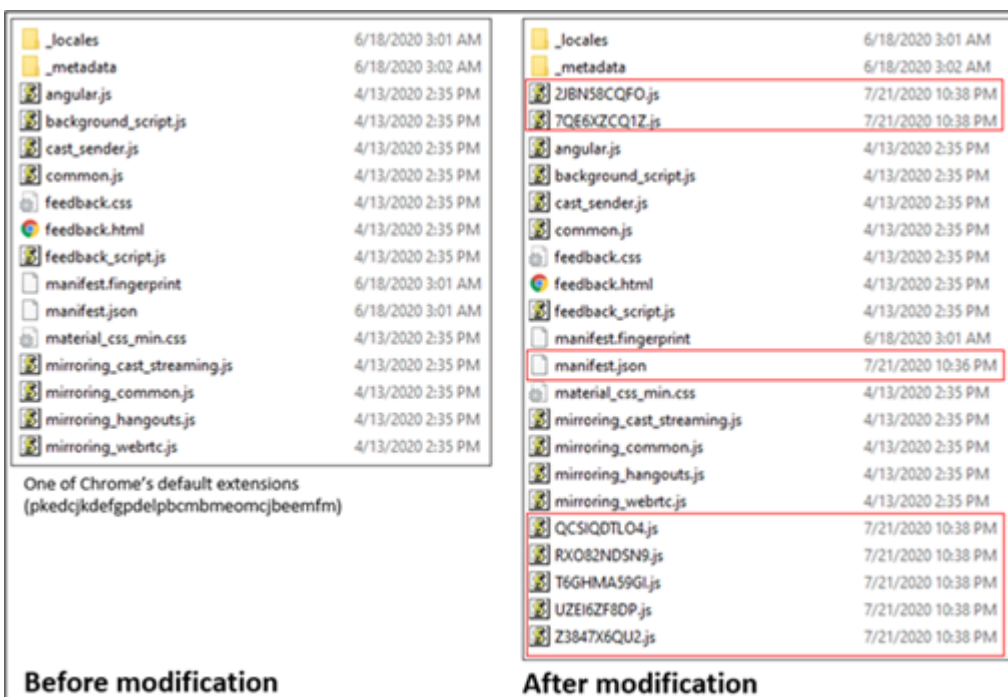 _locales 6/18/2020 3:01 AM
_metadata 6/18/2020 3:02 AM
angular.js 4/13/2020 2:35 PM
background_script.js 4/13/2020 2:35 PM
cast_sender.js 4/13/2020 2:35 PM
common.js 4/13/2020 2:35 PM
feedback.css 4/13/2020 2:35 PM
feedback.html 4/13/2020 2:35 PM
feedback_script.js 4/13/2020 2:35 PM
manifest.fingerprint 6/18/2020 3:01 AM
manifest.json 6/18/2020 3:01 AM
material_css_min.css 4/13/2020 2:35 PM
mirroring_cast_streaming.js 4/13/2020 2:35 PM
mirroring_common.js 4/13/2020 2:35 PM
mirroring_hangouts.js 4/13/2020 2:35 PM
mirroring_webrtc.js 4/13/2020 2:35 PM
One of Chrome's default extensions
(pkedcjkdefgpdelpbcmbmeomcjbeemfm)
Before modification
_locales 6/18/2020 3:01 AM
_metadata 6/18/2020 3:02 AM
2JBN58CQFO.js 7/21/2020 10:38 PM
7QE6XZCQ1Z.js 7/21/2020 10:38 PM
angular.js 4/13/2020 2:35 PM
background_script.js 4/13/2020 2:35 PM
cast_sender.js 4/13/2020 2:35 PM
common.js 4/13/2020 2:35 PM
feedback.css 4/13/2020 2:35 PM
feedback.html 4/13/2020 2:35 PM
feedback_script.js 4/13/2020 2:35 PM
manifest.fingerprint 6/18/2020 3:01 AM
manifest.json 7/21/2020 10:36 PM
material_css_min.css 4/13/2020 2:35 PM
mirroring_cast_streaming.js 4/13/2020 2:35 PM
mirroring_common.js 4/13/2020 2:35 PM
mirroring_hangouts.js 4/13/2020 2:35 PM
mirroring_webrtc.js 4/13/2020 2:35 PM
QCSIQDTLO4.js 7/21/2020 10:38 PM
RXO82NDSN9.js 7/21/2020 10:38 PM
T6GHMA59GI.js 7/21/2020 10:38 PM
UZEI6ZF8DP.js 7/21/2020 10:38 PM
Z3847X6QU2.js 7/21/2020 10:38 PM
After modification